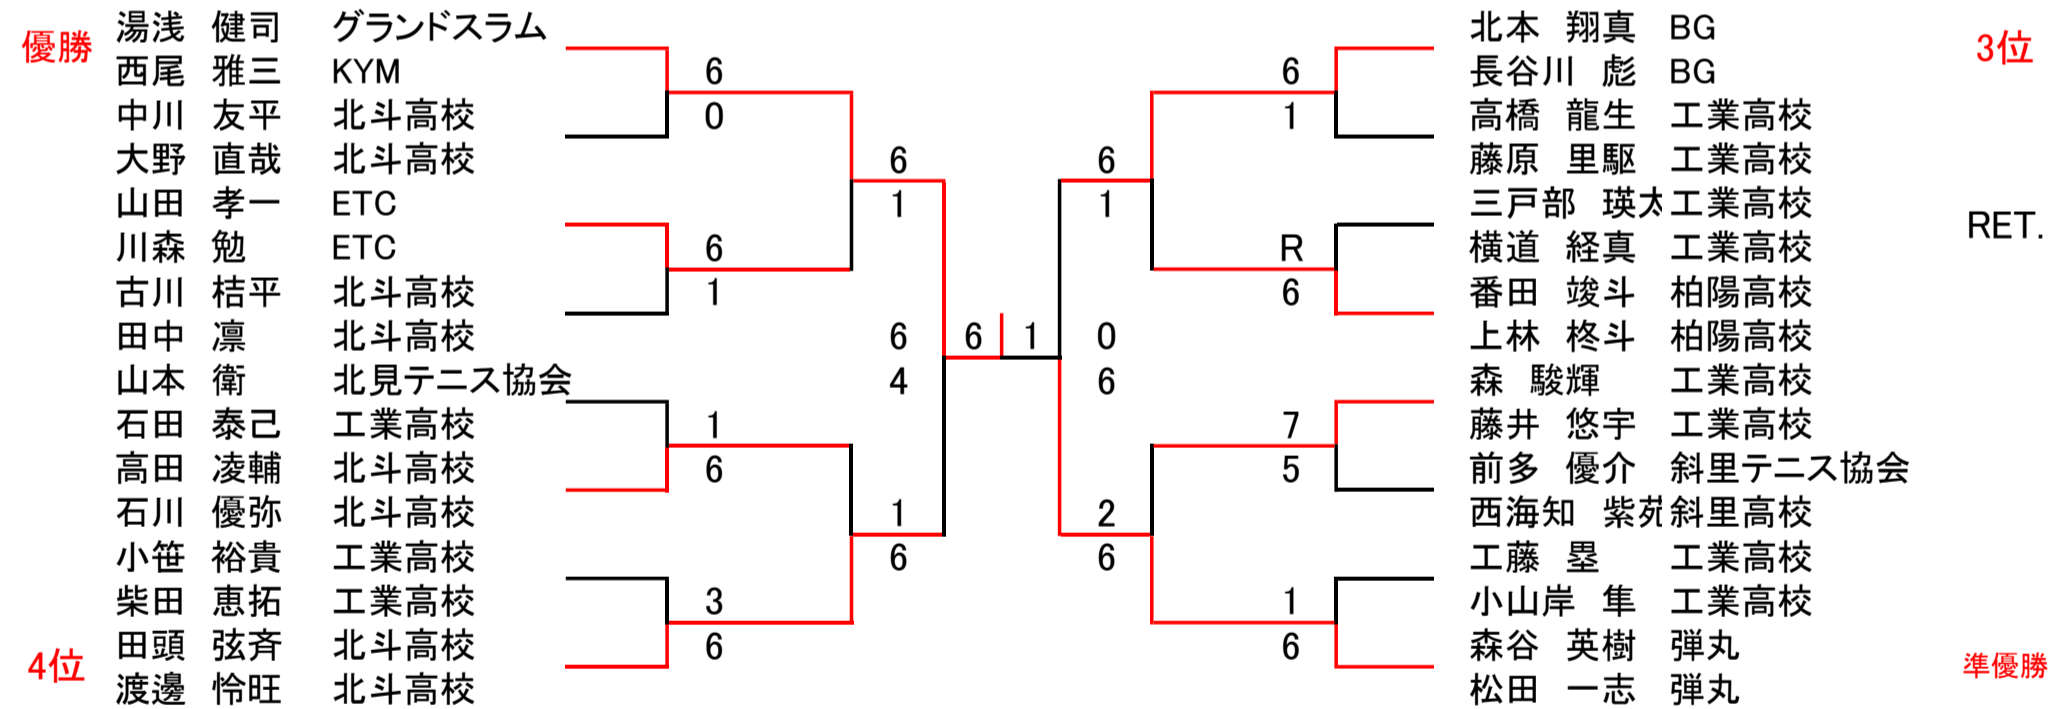 優勝
湯浅 健司 グランドスラム
西尾 雅三 KYM
中川 友平 北斗高校
大野 直哉 北斗高校
山田 孝一 ETC
川森 勉 ETC
古川 桔平 北斗高校
田中 凛 北斗高校
山本 衛 北見テニス協会
石田 泰己 工業高校
高田 凌輔 北斗高校
石川 優弥 北斗高校
小笹 裕貴 工業高校
柴田 恵拓 工業高校
田頭 弦斉 北斗高校
渡邊 怜旺 北斗高校
4位
6
0
6
1
1
6
3
6
6
1
1
6
6
4
6 1
0
6
6
1
2
6
6
1
R
6
7
5
1
6
北本 翔真 BG
長谷川 彪 BG
高橋 龍生 工業高校
藤原 里駆 工業高校
三戸部 瑛太 工業高校
横道 経真 工業高校
番田 竣斗 柏陽高校
上林 柊斗 柏陽高校
森 駿輝 工業高校
藤井 悠宇 工業高校
前多 優介 斜里テニス協会
西海知 紫苑 斜里高校
工藤 塁 工業高校
小山岸 隼 工業高校
森谷 英樹 弾丸
松田 一志 弾丸
3位
RET.
準優勝